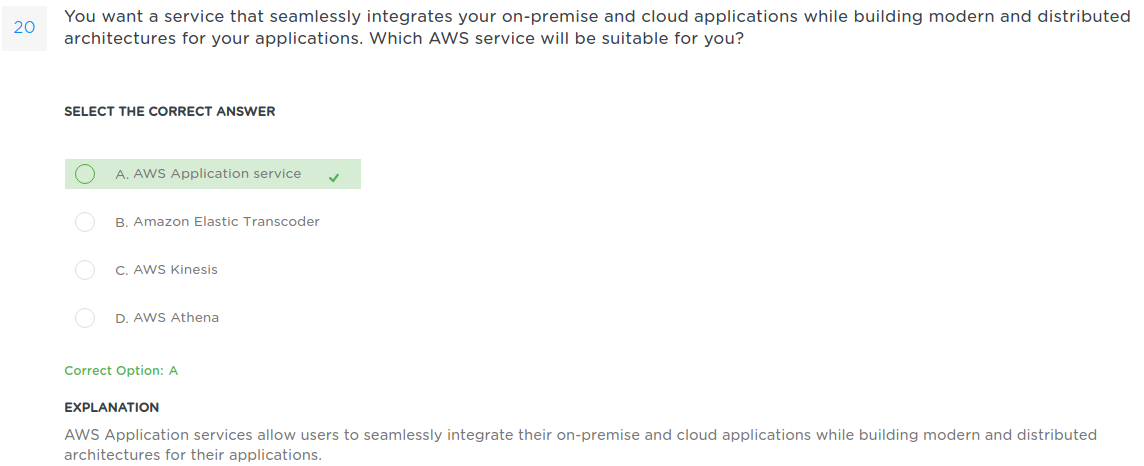 20
You want a service that seamlessly integrates your on-premise and cloud applications while building modern and distributed
architectures for your applications. Which AWS service will be suitable for you?
SELECT THE CORRECT ANSWER
A. AWS Application service
B. Amazon Elastic Transcoder
C. AWS Kinesis
D. AWS Athena
Correct Option: A
EXPLANATION
AWS Application services allow users to seamlessly integrate their on-premise and cloud applications while building modern and distributed
architectures for their applications.